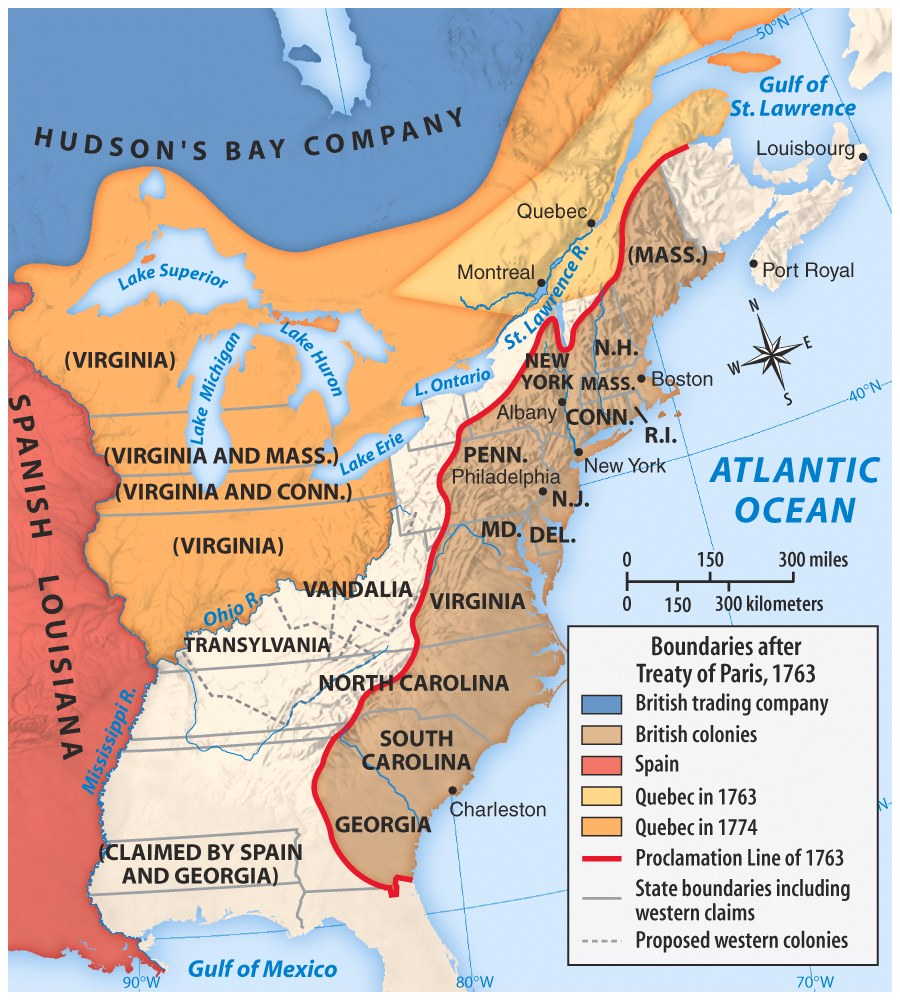 50°N
Gulf of
St. Lawrence
HUDSON'S BAY COMPANY
Louisbourg
Quebec
(MASS.)
Lake Superior
Montreal
St. Lawrence R.
Port Royal
N
W
E
S
(VIRGINIA)
Lake Michigan
Lake Huron
L. Ontario
NEW
YORK
N.H.
MASS.
Boston
40°N
Albany
CONN.
R.I.
SPANISH LOUISIANA
(VIRGINIA AND MASS.)
Lake Erie
PENN.
New York
Philadelphia
N.J.
ATLANTIC
OCEAN
(VIRGINIA AND CONN.)
(VIRGINIA)
MD.
DEL.
0 150 300 miles
0 150 300 kilometers
VANDALIA
Ohio R.
VIRGINIA
TRANSYLVANIA
NORTH CAROLINA
Mississippi R.
SOUTH
CAROLINA
Charleston
GEORGIA
(CLAIMED BY SPAIN
AND GEORGIA)
Gulf of Mexico
90°W
80°W
70°W
Boundaries after
Treaty of Paris, 1763
British trading company
British colonies
Spain
Quebec in 1763
Quebec in 1774
Proclamation Line of 1763
State boundaries including
western claims
Proposed western colonies